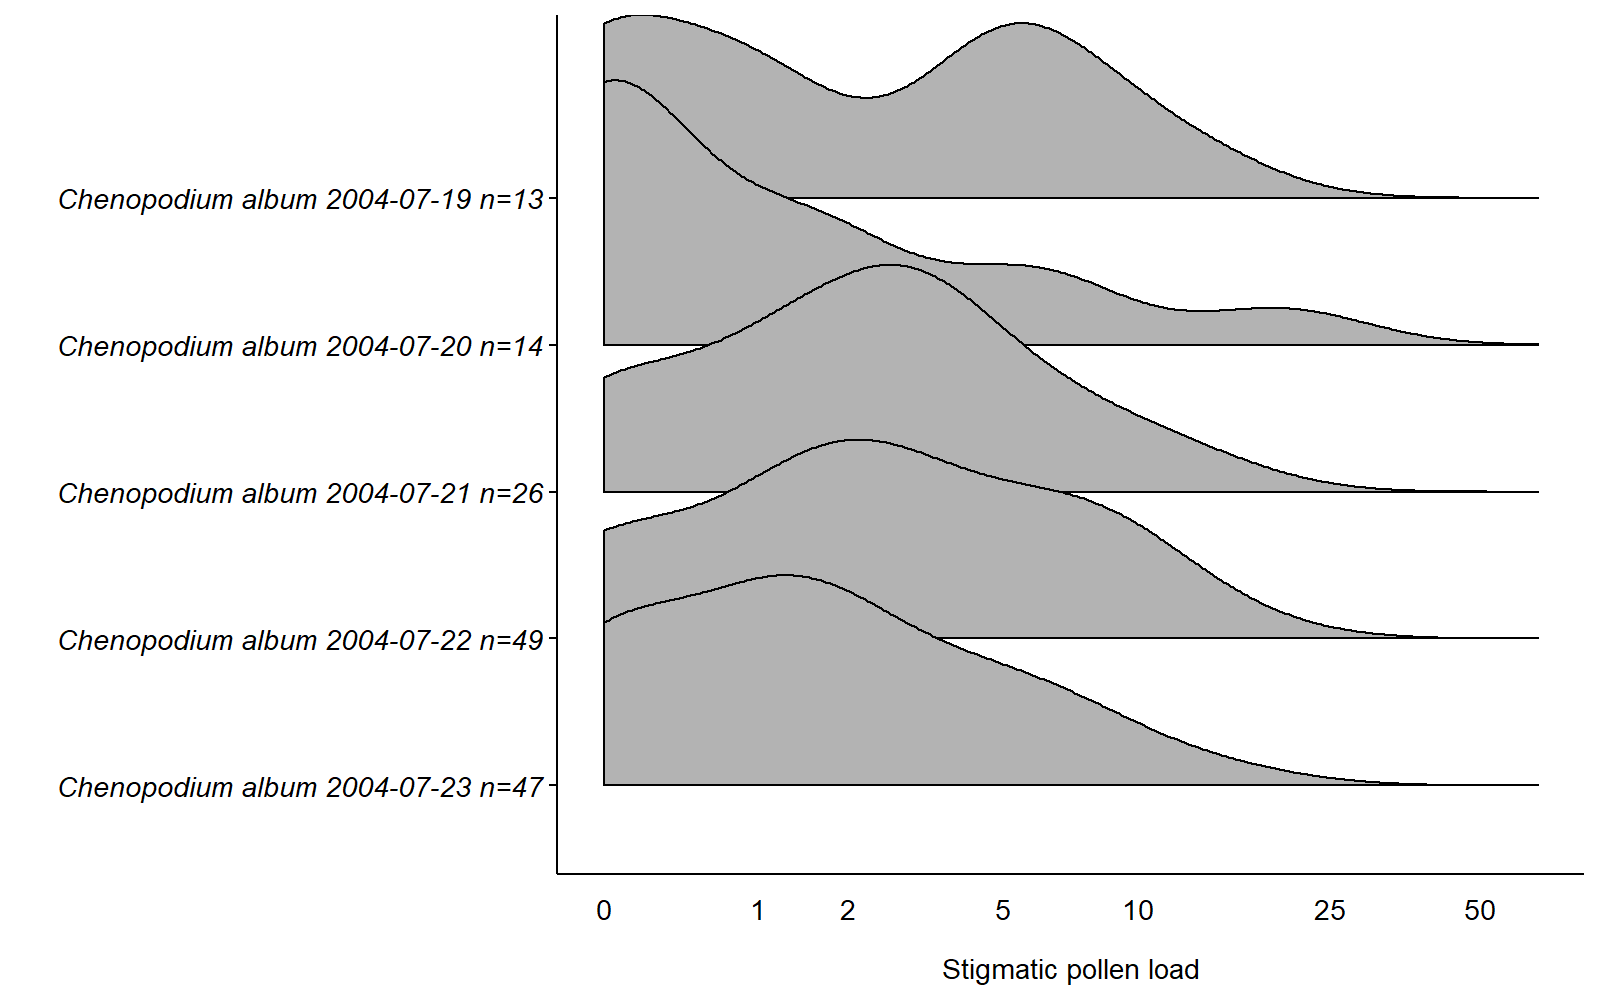 Chenopodium album 2004-07-19 n=13
Chenopodium album 2004-07-20 n=14
Chenopodium album 2004-07-21 n=26
Chenopodium album 2004-07-22 n=49
Chenopodium album 2004-07-23 n=47
0 1 2 5 10 25 50
Stigmatic pollen load